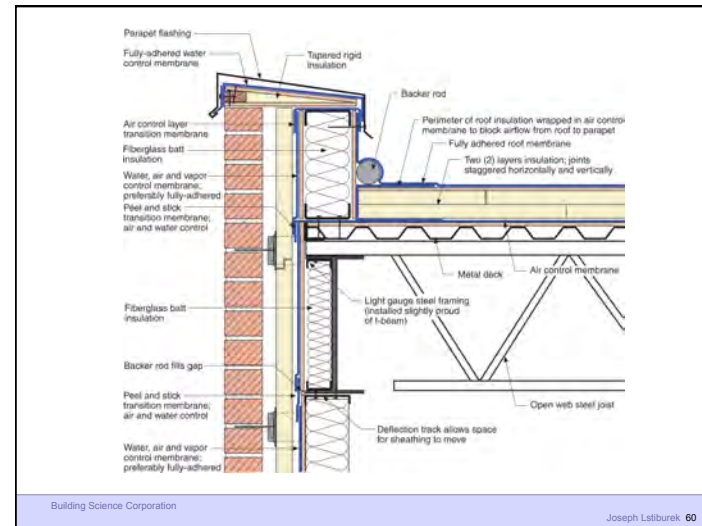 Parapet flashing
Fully-adhered water
control membrane
Tapered rigid
insulation
Backer rod
Air control layer
transition membrane
Perimeter of roof insulation wrapped in air control
membrane to block airflow from roof to parapet
Fully adhered roof membrane
Fiberglass batt
insulation
Two (2) layers insulation; joints
staggered horizontally and vertically
Water, air and vapor
control membrane;
preferably fully-adhered
Peel and stick
transition membrane;
air and water control
Metal deck
Air control membrane
Fiberglass batt
insulation
Light gauge steel framing
(installed slightly proud
of I-beam)
Backer rod fills gap
Open web steel joist
Peel and stick
transition membrane;
air and water control
Deflection track allows space
for sheathing to move
Water, air and vapor
control membrane;
preferably fully-adhered
Building Science Corporation
Joseph Lstiburek 60